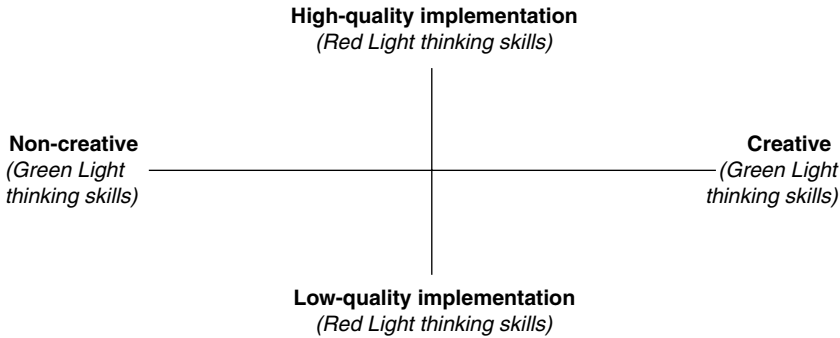 High-quality implementation
(Red Light thinking skills)
Non-creative
(Green Light
thinking skills)
Creative
(Green Light
thinking skills)
Low-quality implementation
(Red Light thinking skills)